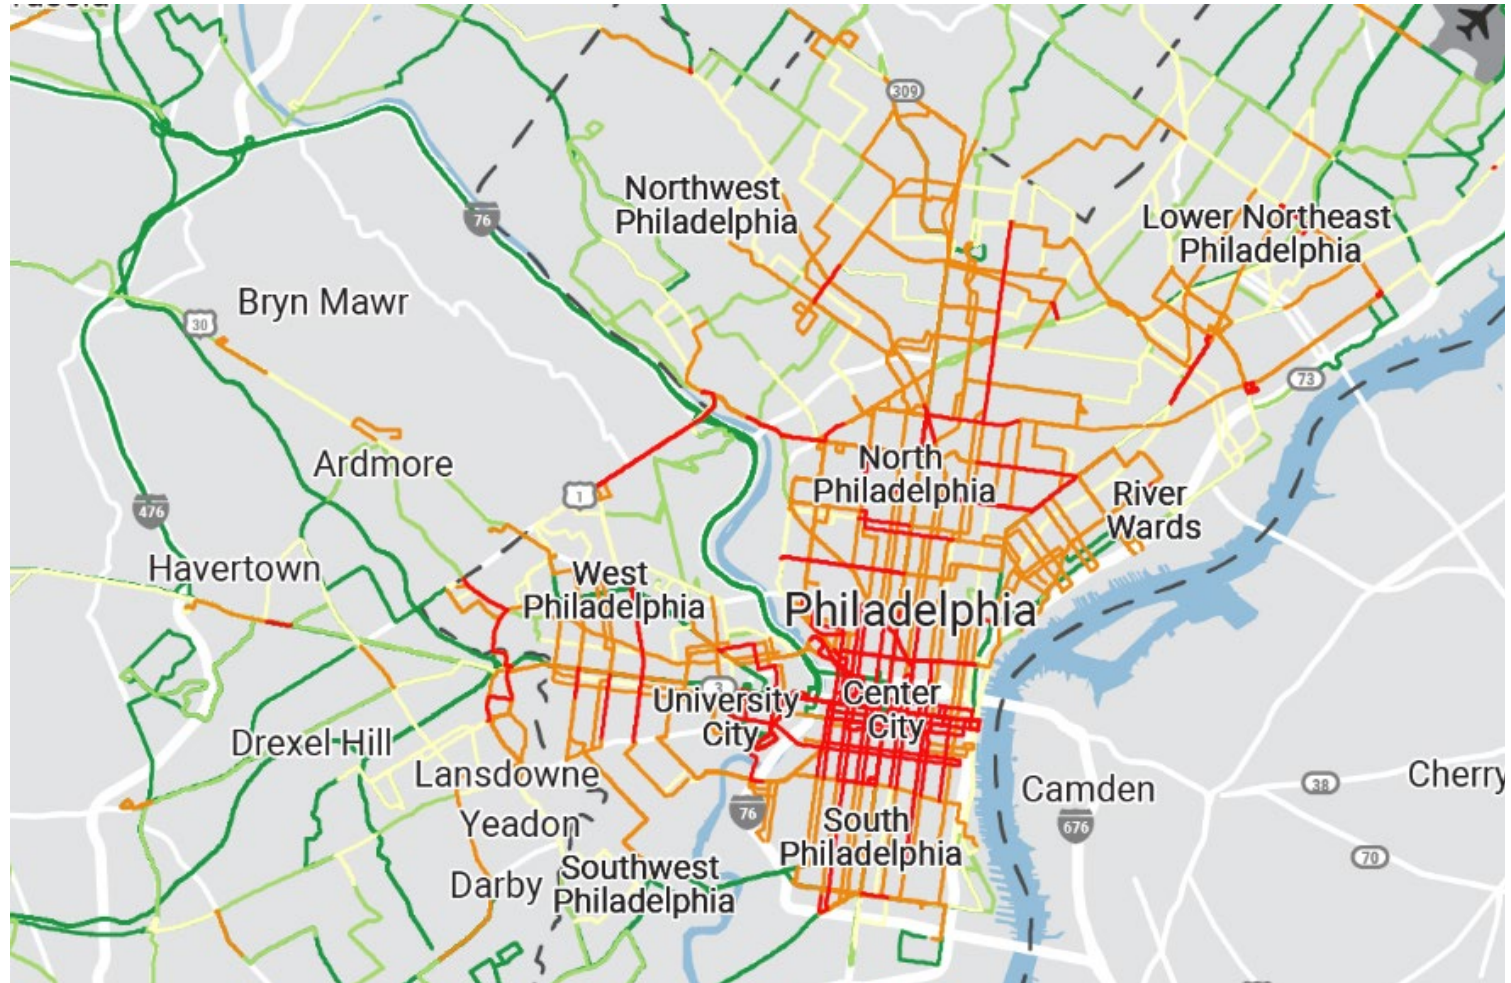 309
Northwest
Philadelphia
76
Lower Northeast
Philadelphia
Bryn Mawr
30
73
Ardmore
North
Philadelphia
1
River
Wards
476
Havertown
West
Philadelphia
Philadelphia
3
University
City
Center
City
Drexel Hill
Lansdowne
Camden
38
Cherry
76
676
Yeadon
South
Philadelphia
70
Darby
Southwest
Philadelphia